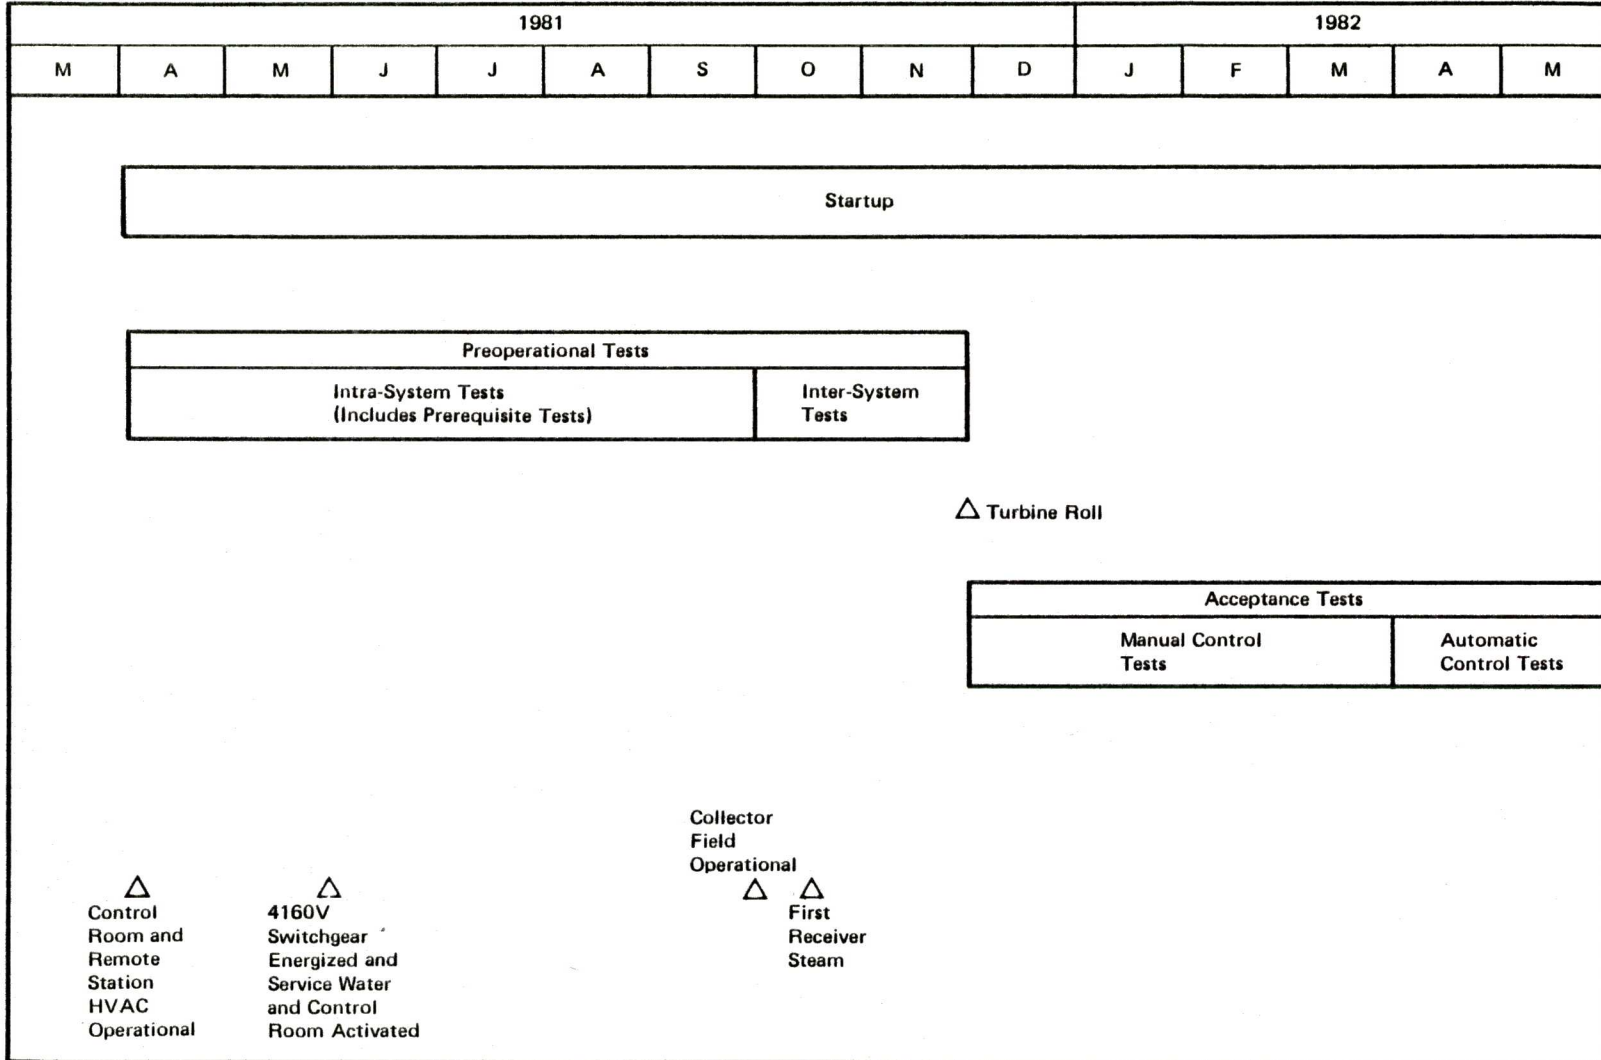 1981 1982
M A M J J A S O N D J F M A M
Startup
Preoperational Tests
Intra-System Tests
(Includes Prerequisite Tests)
Inter-System
Tests
Turbine Roll
Acceptance Tests
Manual Control
Tests
Automatic
Control Tests
Collector
Field
Operational
Control
Room and
Remote
Station
HVAC
Operational
4160V
Switchgear
Energized and
Service Water
and Control
Room Activated
First
Receiver
Steam